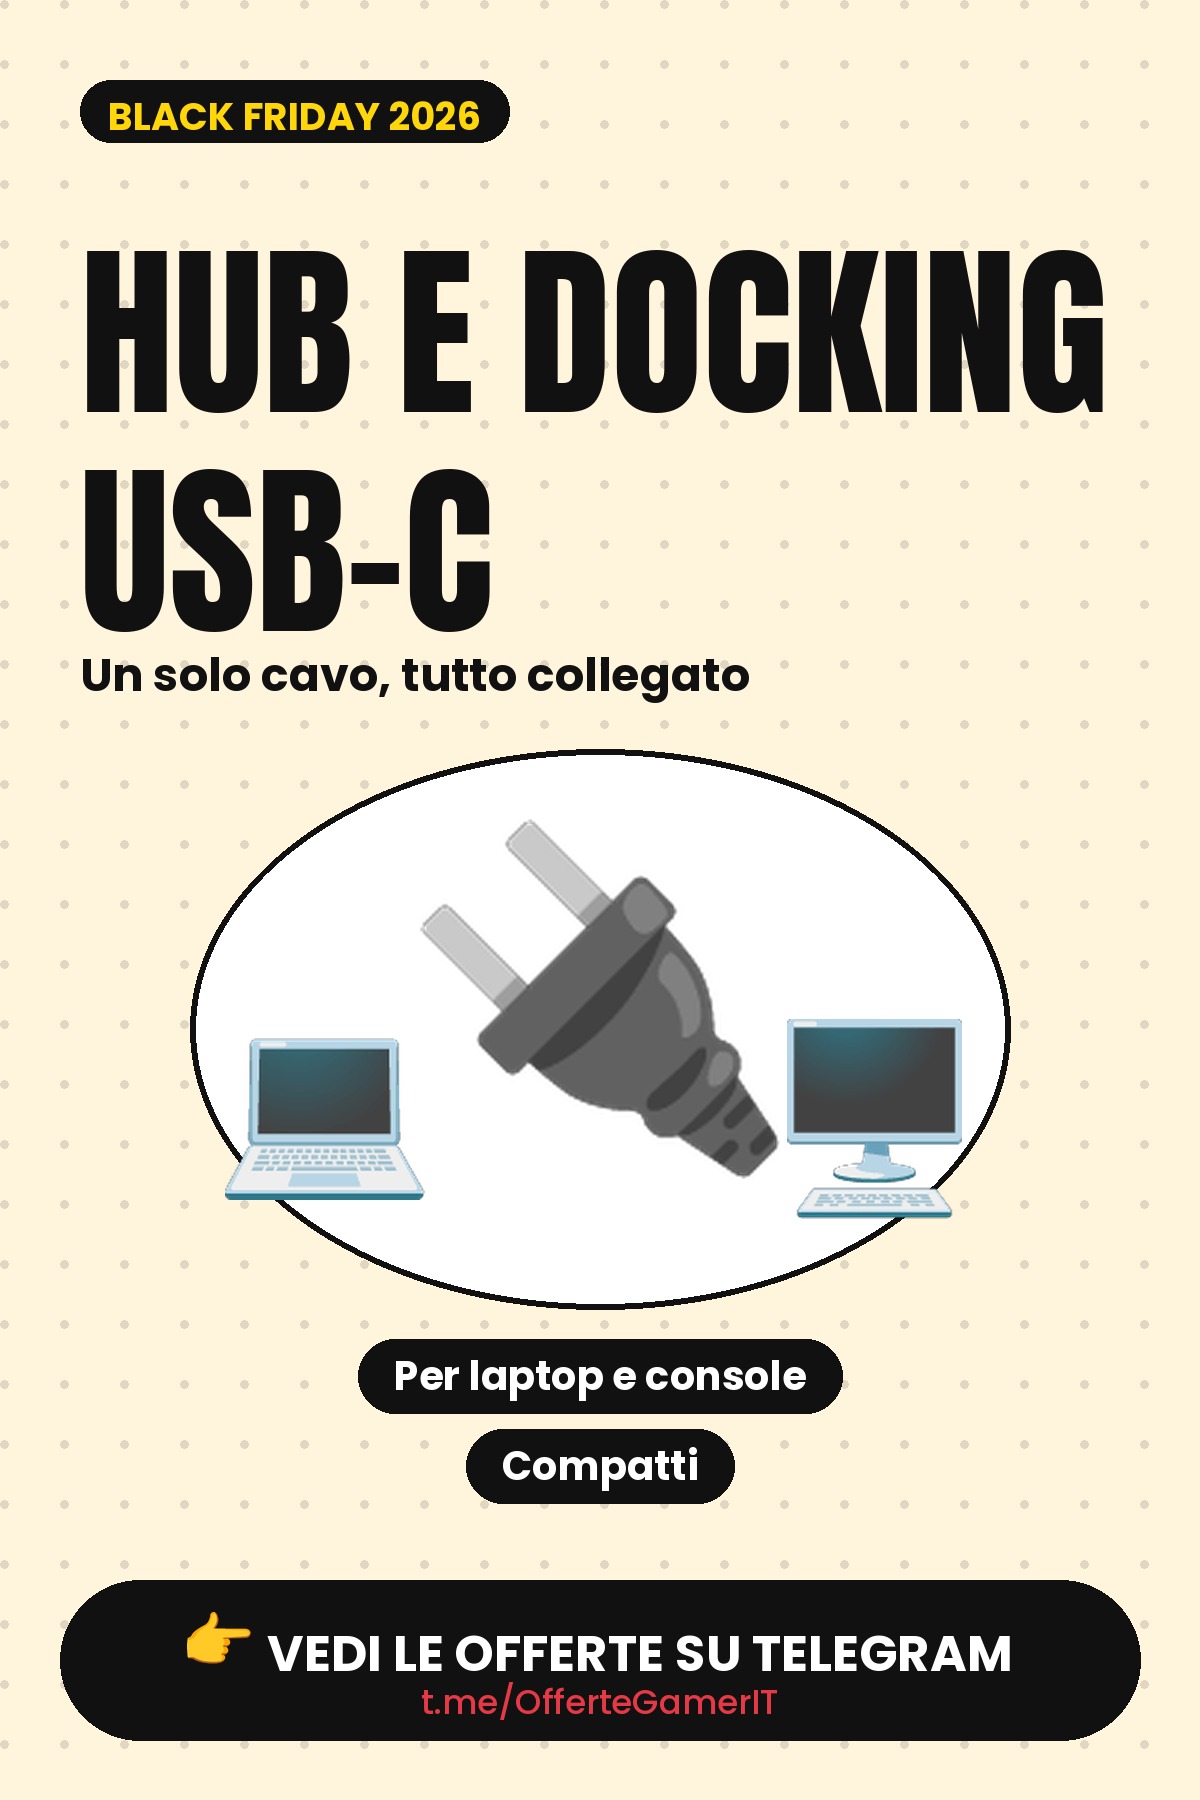 BLACK FRIDAY 2026
HUB E DOCKING
USB-C
Un solo cavo, tutto collegato
Per laptop e console
Compatti
👉 VEDI LE OFFERTE SU TELEGRAM
t.me/OfferteGamerIT